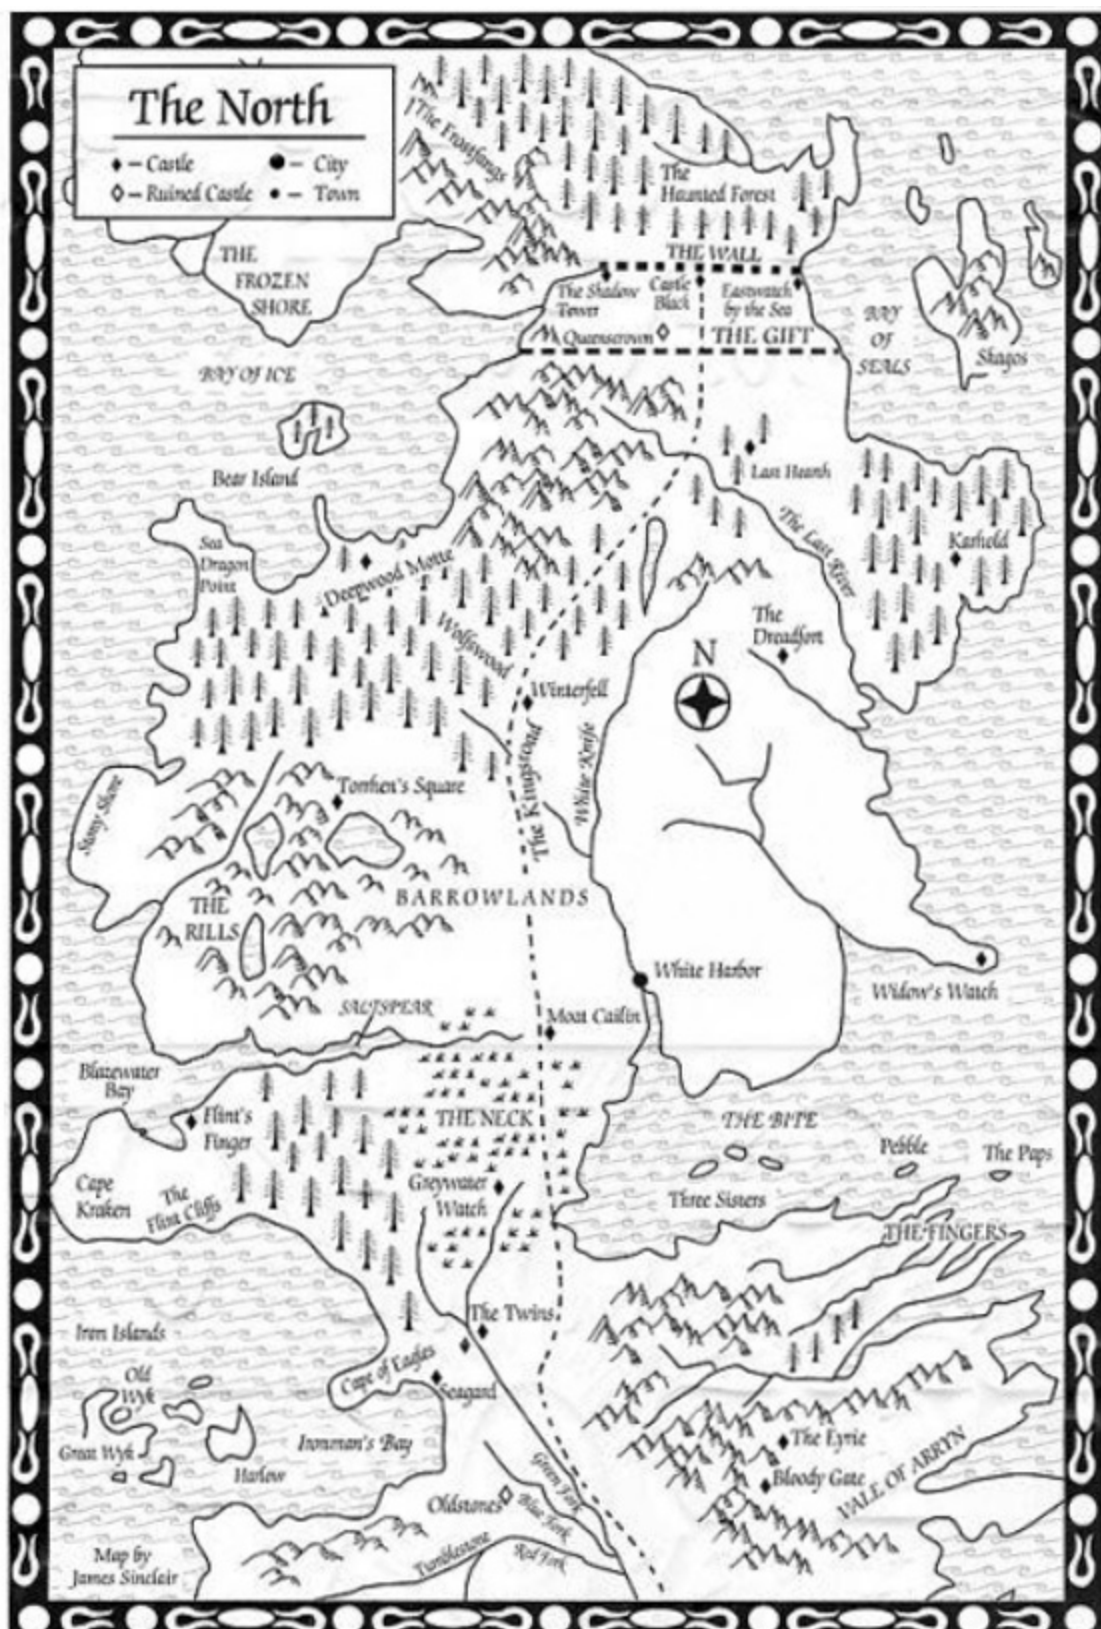 The North
♦ – Castle
● – City
◊ – Ruined Castle
• – Town
The Frostfangs
The
Haunted Forest
THE
FROZEN
SHORE
THE WALL
The Shadow
Tower
Castle
Black
Eastwatch
by the Sea
Queenscrown
THE GIFT
BAY
OF
SEALS
Skagos
BAY OF ICE
Bear Island
Last Hearth
Sea
Dragon
Point
Deepwood Motte
The Last River
Karhold
Wolfswood
The
Dreadfort
N
Winterfell
The Kingsroad
White Knife
Stony Shore
Torrhen's Square
BARROWLANDS
THE
RILLS
White Harbor
Widow's Watch
SALTSPEAR
Moat Cailin
Blazewater
Bay
Flint's
Finger
THE NECK
THE BITE
Pebble
The Paps
Cape
Kraken
The
Flint Cliffs
Greywater
Watch
Three Sisters
THE FINGERS
The Twins
Iron Islands
Old
Wyk
Cape of Eagles
Seagard
Great Wyk
Harlow
Ironman's Bay
The Eyrie
Bloody Gate
VALE OF ARRYN
Oldstones
Green Fork
Blue Fork
Tumblestone
Red Fork
Map by
James Sinclair